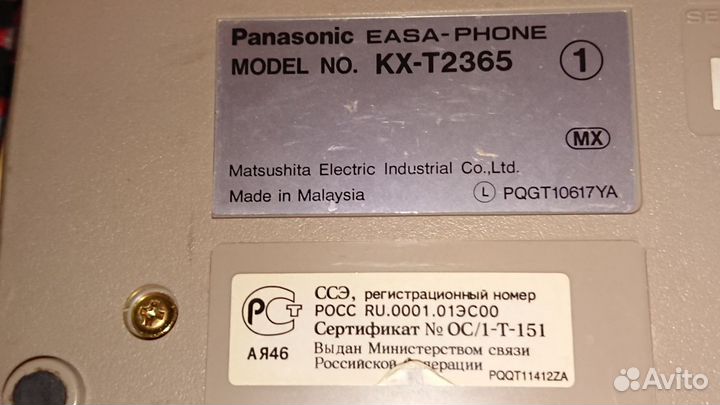 Panasonic EASA-PHONE
MODEL NO. KX-T2365 1
MX
Matsushita Electric Industrial Co.,Ltd.
Made in Malaysia L PQGT10617YA
SE
РСТ
АЯ46
ССЭ, регистрационный номер
РОСС RU.0001.01ЭС00
Сертификат № ОС/1-Т-151
Выдан Министерством связи
Российской Федерации
PQQT11412ZA
Avito